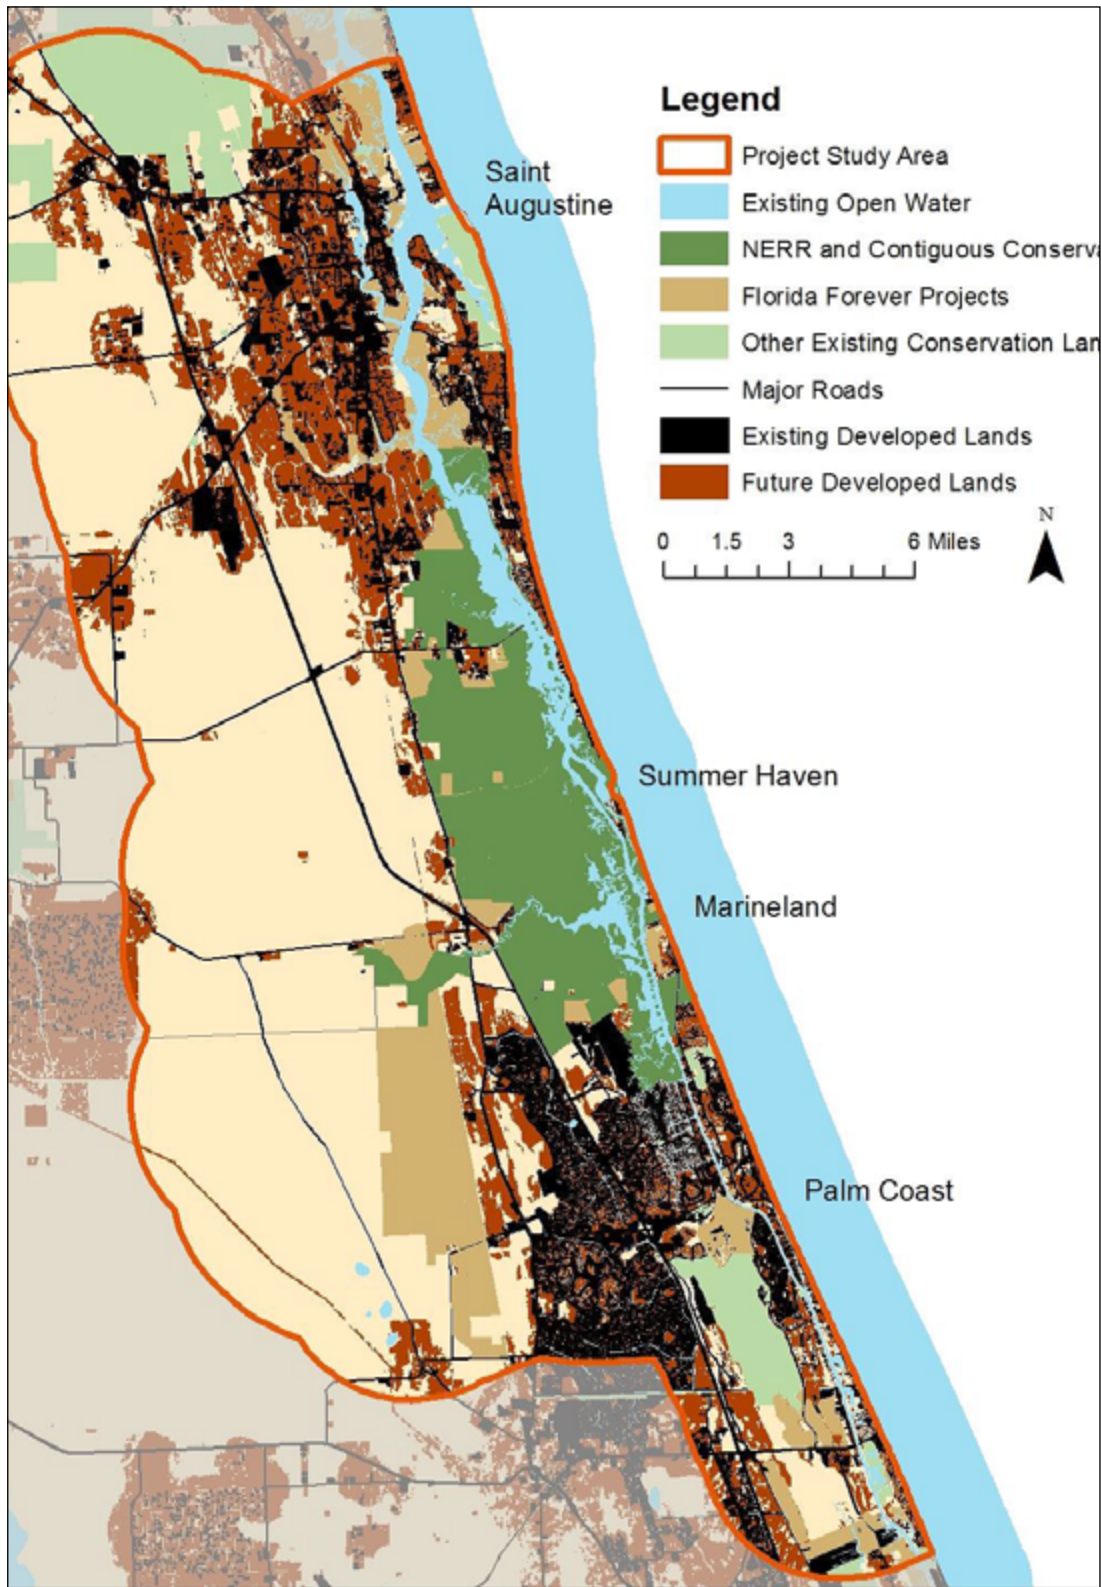 Legend
Project Study Area
Saint
Augustine
Existing Open Water
NERR and Contiguous Conserva
Florida Forever Projects
Other Existing Conservation Lan
Major Roads
Existing Developed Lands
Future Developed Lands
N
0 1.5 3 6 Miles
Summer Haven
Marineland
Palm Coast